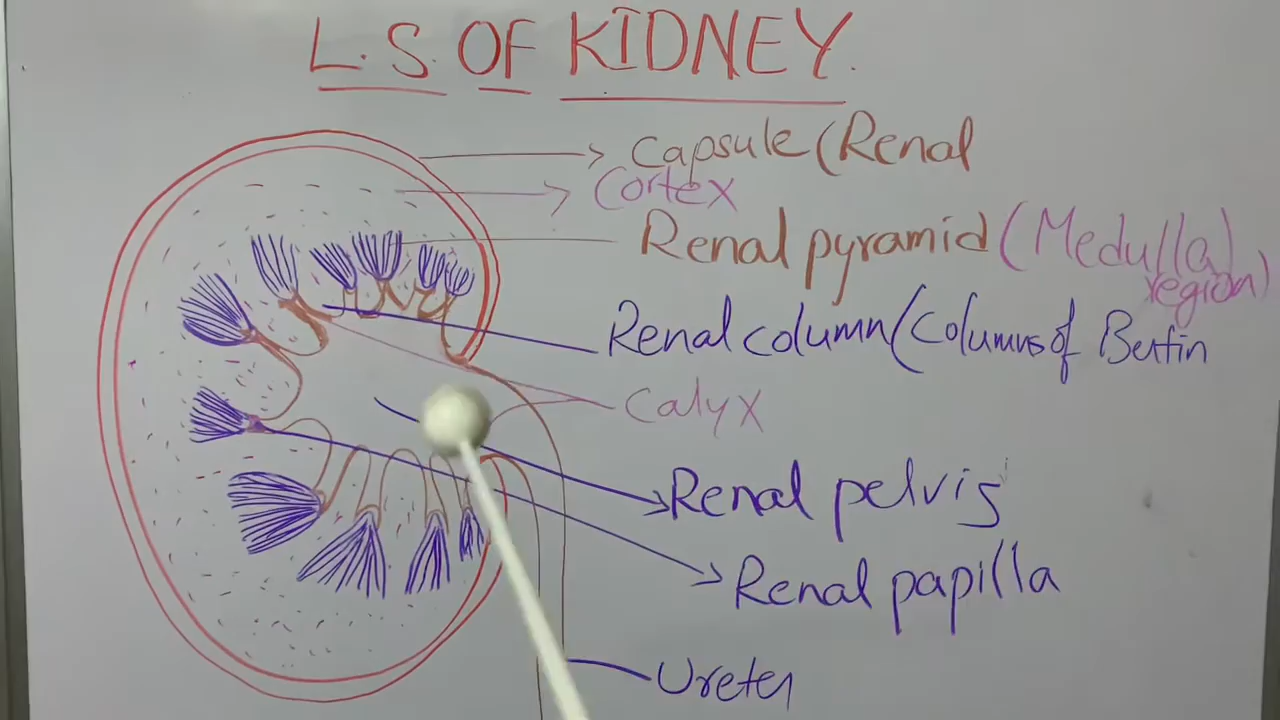 L.S. OF KIDNEY.
Capsule (Renal
Cortex
Renal pyramid (Medulla)
region)
Renal column (Columns of Bertin
Calyx
Renal pelvis
Renal papilla
Ureter